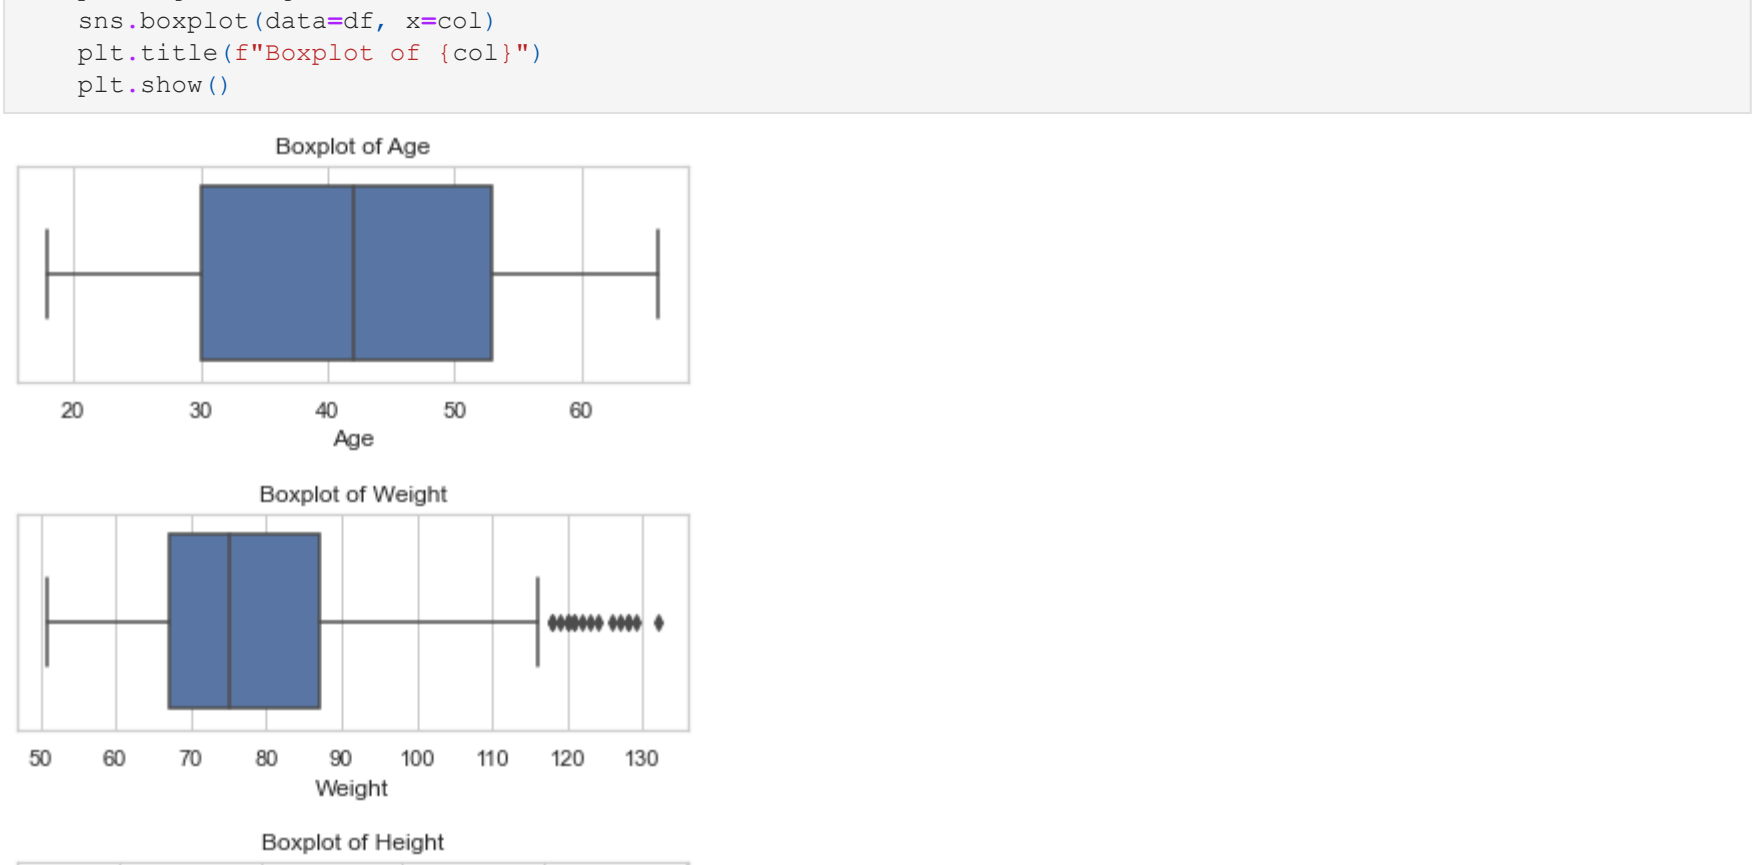 sns.boxplot(data=df, x=col)
plt.title(f"Boxplot of {col}")
plt.show()
Boxplot of Age
20 30 40 50 60
Age
Boxplot of Weight
50 60 70 80 90 100 110 120 130
Weight
Boxplot of Height